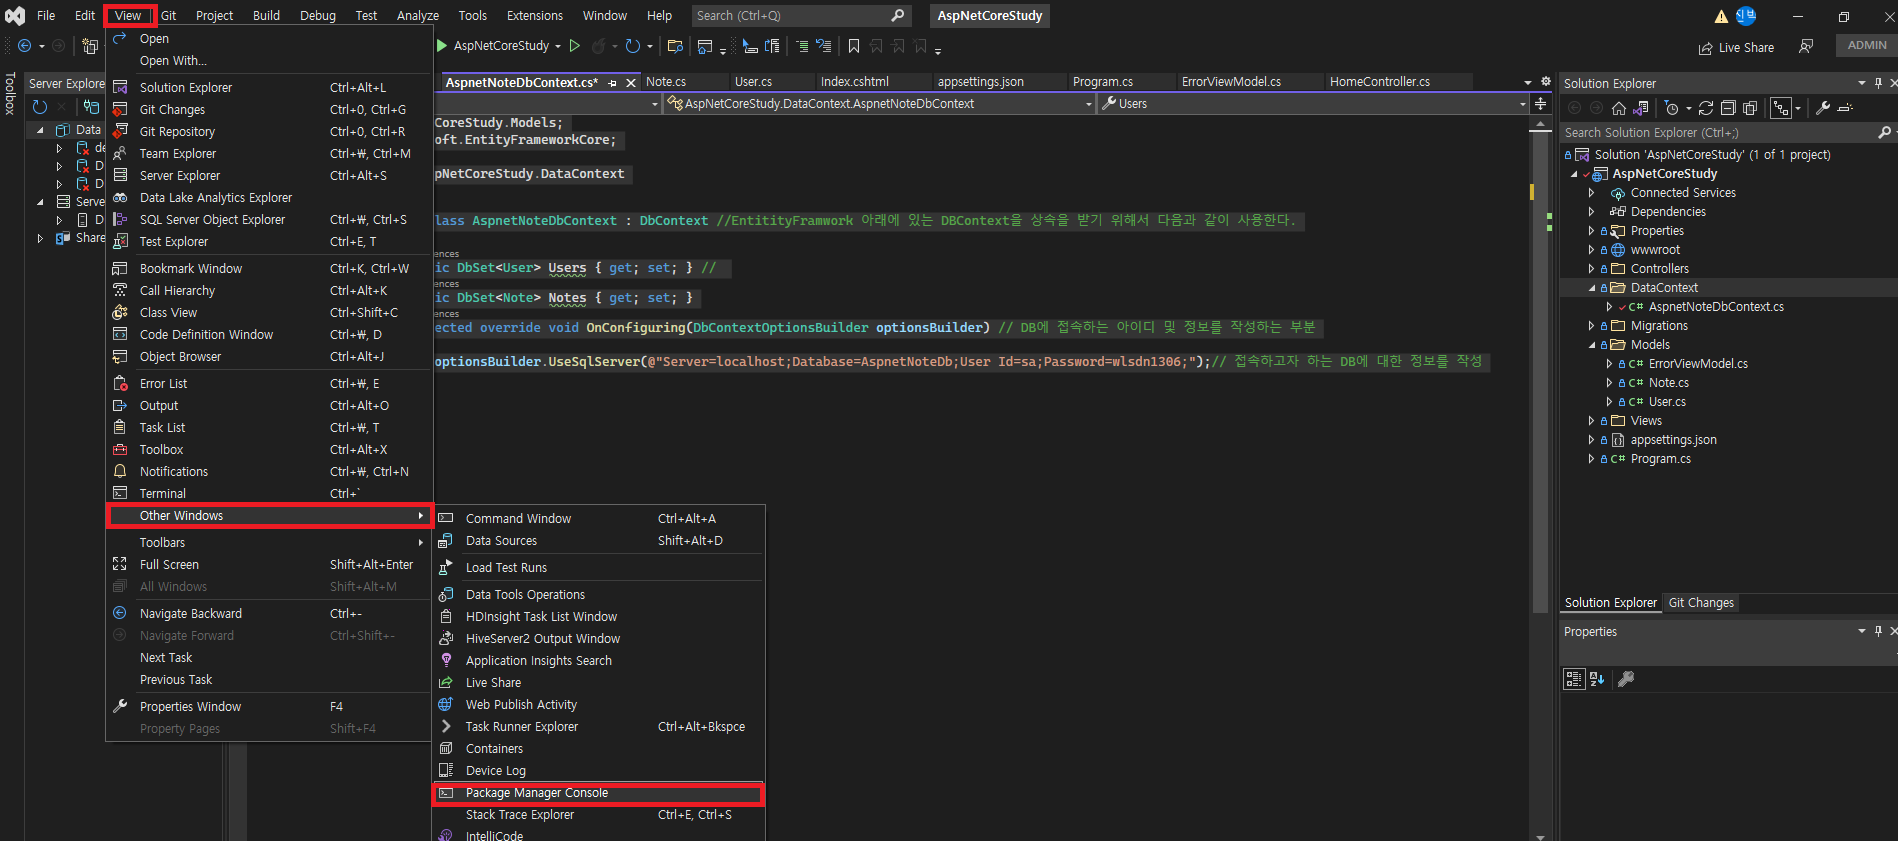 File Edit View Git Project Build Debug Test Analyze Tools Extensions Window Help Search (Ctrl+Q) AspNetCoreStudy
신박
AspNetCoreStudy Live Share ADMIN
Toolbox
Server Explore
Data
de
D
D
Serve
D
Share
Open
Open With...
Solution Explorer Ctrl+Alt+L
Git Changes Ctrl+0, Ctrl+G
Git Repository Ctrl+0, Ctrl+R
Team Explorer Ctrl+₩, Ctrl+M
Server Explorer Ctrl+Alt+S
Data Lake Analytics Explorer
SQL Server Object Explorer Ctrl+₩, Ctrl+S
Test Explorer Ctrl+E, T
Bookmark Window Ctrl+K, Ctrl+W
Call Hierarchy Ctrl+Alt+K
Class View Ctrl+Shift+C
Code Definition Window Ctrl+₩, D
Object Browser Ctrl+Alt+J
Error List Ctrl+₩, E
Output Ctrl+Alt+O
Task List Ctrl+₩, T
Toolbox Ctrl+Alt+X
Notifications Ctrl+₩, Ctrl+N
Terminal Ctrl+`
Other Windows
Toolbars
Full Screen Shift+Alt+Enter
All Windows Shift+Alt+M
Navigate Backward Ctrl+-
Navigate Forward Ctrl+Shift+-
Next Task
Previous Task
Properties Window F4
Property Pages Shift+F4
Command Window Ctrl+Alt+A
Data Sources Shift+Alt+D
Load Test Runs
Data Tools Operations
HDInsight Task List Window
HiveServer2 Output Window
Application Insights Search
Live Share
Web Publish Activity
Task Runner Explorer Ctrl+Alt+Bkspce
Containers
Device Log
Package Manager Console
Stack Trace Explorer Ctrl+E, Ctrl+S
IntelliCode
AspnetNoteDbContext.cs* Note.cs User.cs Index.cshtml appsettings.json Program.cs ErrorViewModel.cs HomeController.cs
AspNetCoreStudy.DataContext.AspnetNoteDbContext Users
CoreStudy.Models;
oft.EntityFrameworkCore;
pNetCoreStudy.DataContext
lass AspnetNoteDbContext : DbContext //EntitityFramwork 아래에 있는 DBContext을 상속을 받기 위해서 다음과 같이 사용한다.
ences
ic DbSet<User> Users { get; set; } //
ences
ic DbSet<Note> Notes { get; set; }
ences
ected override void OnConfiguring(DbContextOptionsBuilder optionsBuilder) // DB에 접속하는 아이디 및 정보를 작성하는 부분
optionsBuilder.UseSqlServer(@"Server=localhost;Database=AspnetNoteDb;User Id=sa;Password=wlsdn1306;");// 접속하고자 하는 DB에 대한 정보를 작성
Solution Explorer
Search Solution Explorer (Ctrl+;)
Solution 'AspNetCoreStudy' (1 of 1 project)
AspNetCoreStudy
Connected Services
Dependencies
Properties
wwwroot
Controllers
DataContext
C# AspnetNoteDbContext.cs
Migrations
Models
C# ErrorViewModel.cs
C# Note.cs
C# User.cs
Views
appsettings.json
C# Program.cs
Solution Explorer Git Changes
Properties